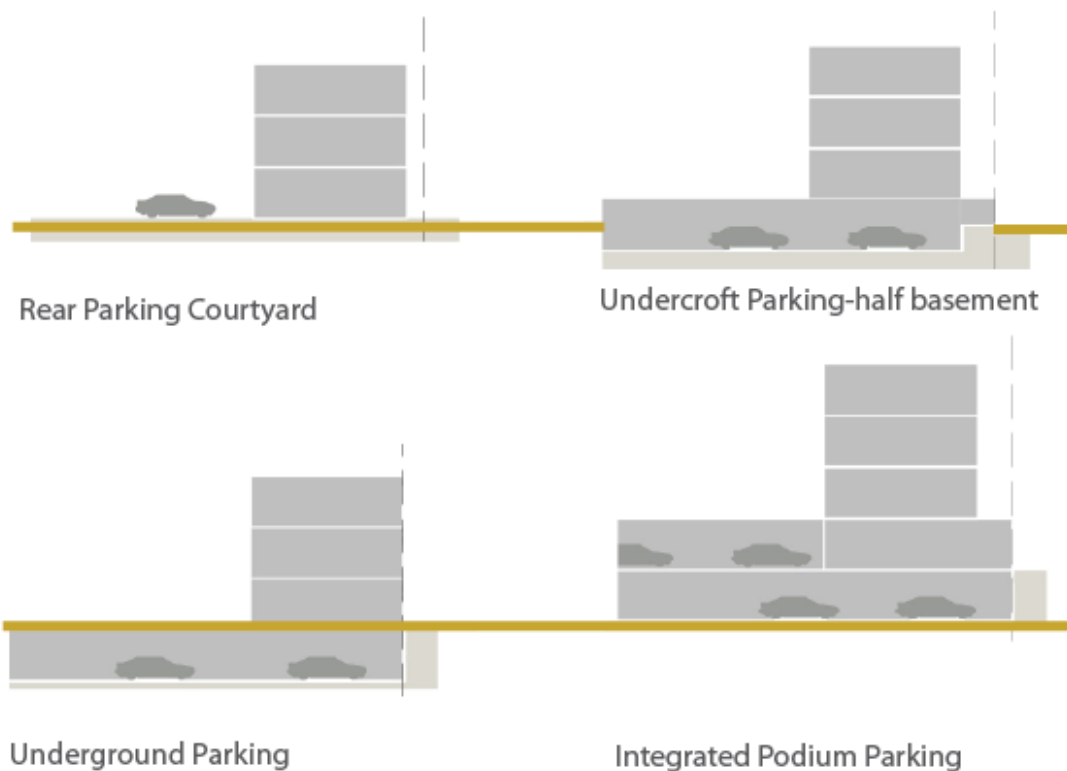 Rear Parking Courtyard
Undercroft Parking-half basement
Underground Parking
Integrated Podium Parking